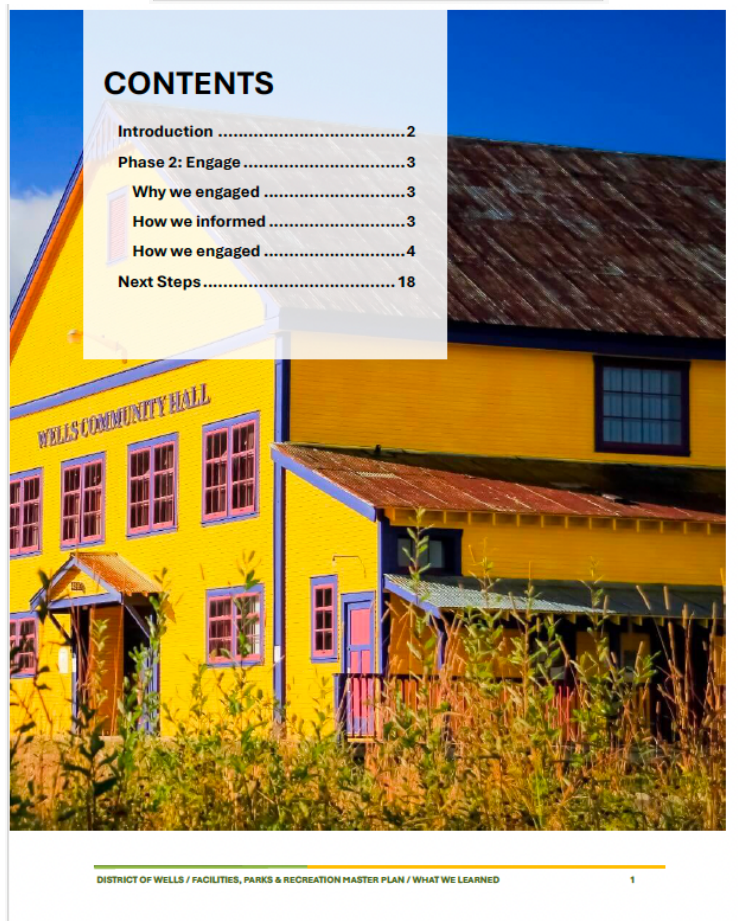 CONTENTS
Introduction ..................................... 2
Phase 2: Engage ................................ 3
Why we engaged ............................ 3
How we informed ........................... 3
How we engaged ............................ 4
Next Steps ...................................... 18
WELLS COMMUNITY HALL
DISTRICT OF WELLS / FACILITIES, PARKS & RECREATION MASTER PLAN / WHAT WE LEARNED 1